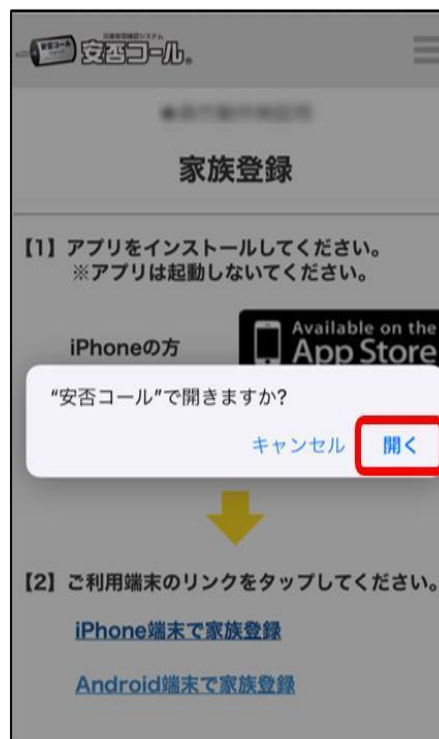 安否コール®
家族登録
【1】アプリをインストールしてください。
※アプリは起動しないでください。
iPhoneの方
Available on the
App Store
“安否コール”で開きますか?
キャンセル 開く
【2】ご利用端末のリンクをタップしてください。
iPhone端末で家族登録
Android端末で家族登録